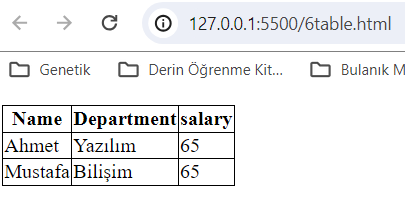 127.0.0.1:5500/6table.html
Genetik Derin Öğrenme Kit... Bulanık M
Name Department salary
Ahmet Yazılım 65
Mustafa Bilişim 65